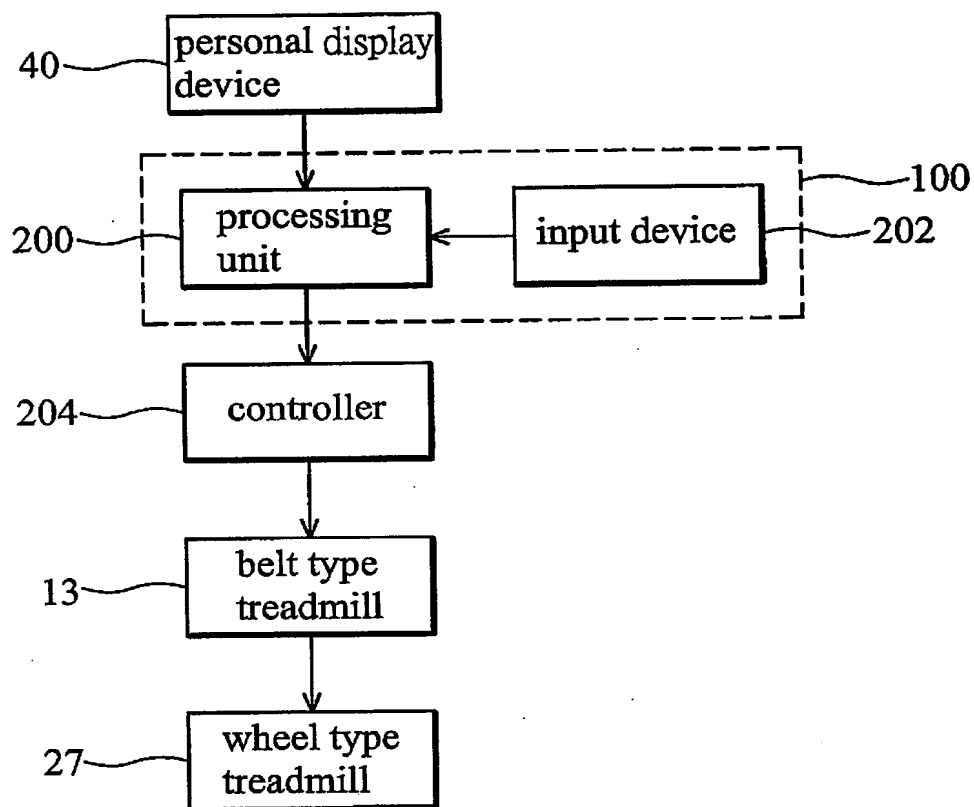 personal display
device
40
100
processing
unit
200
input device
202
controller
204
belt type
treadmill
13
wheel type
treadmill
27